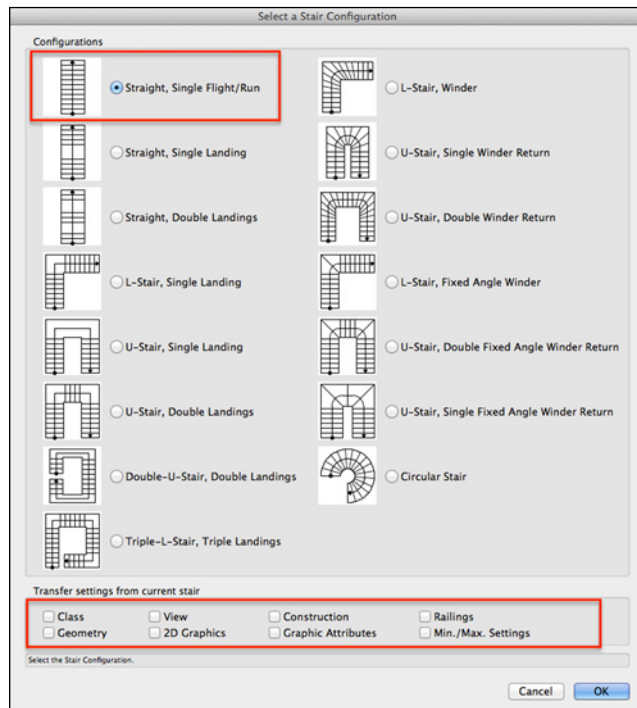 Select a Stair Configuration
Configurations
Straight, Single Flight/Run
L-Stair, Winder
Straight, Single Landing
U-Stair, Single Winder Return
Straight, Double Landings
U-Stair, Double Winder Return
L-Stair, Single Landing
L-Stair, Fixed Angle Winder
U-Stair, Single Landing
U-Stair, Double Fixed Angle Winder Return
U-Stair, Double Landings
U-Stair, Single Fixed Angle Winder Return
Double-U-Stair, Double Landings
Circular Stair
Triple-L-Stair, Triple Landings
Transfer settings from current stair
Class View Construction Railings
Geometry 2D Graphics Graphic Attributes Min./Max. Settings
Select the Stair Configuration.
Cancel OK